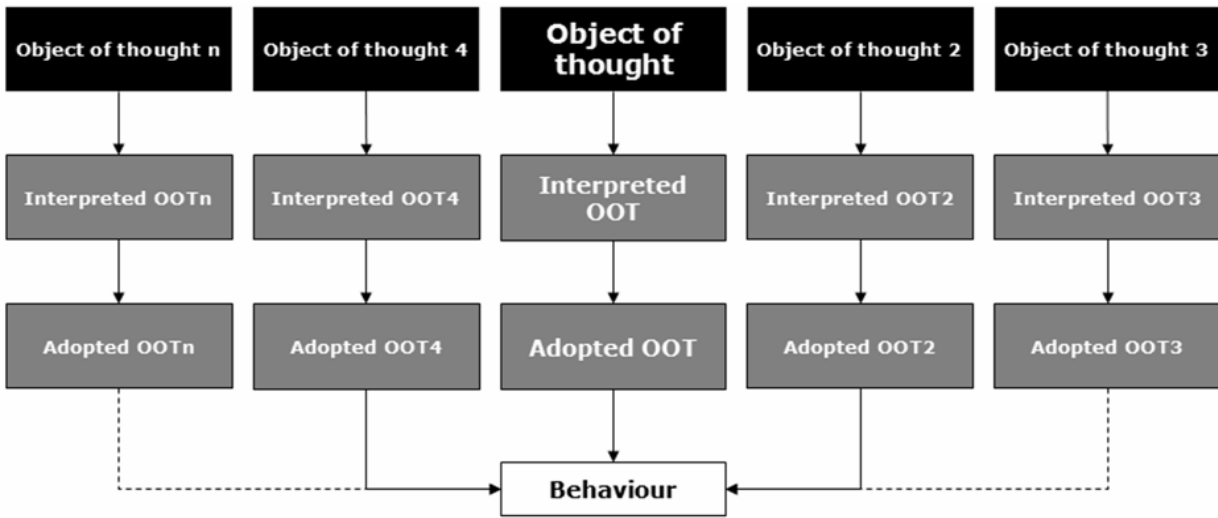 Object of thought n
Object of thought 4
Object of
thought
Object of thought 2
Object of thought 3
Interpreted OOTn
Interpreted OOT4
Interpreted
OOT
Interpreted OOT2
Interpreted OOT3
Adopted OOTn
Adopted OOT4
Adopted OOT
Adopted OOT2
Adopted OOT3
Behaviour